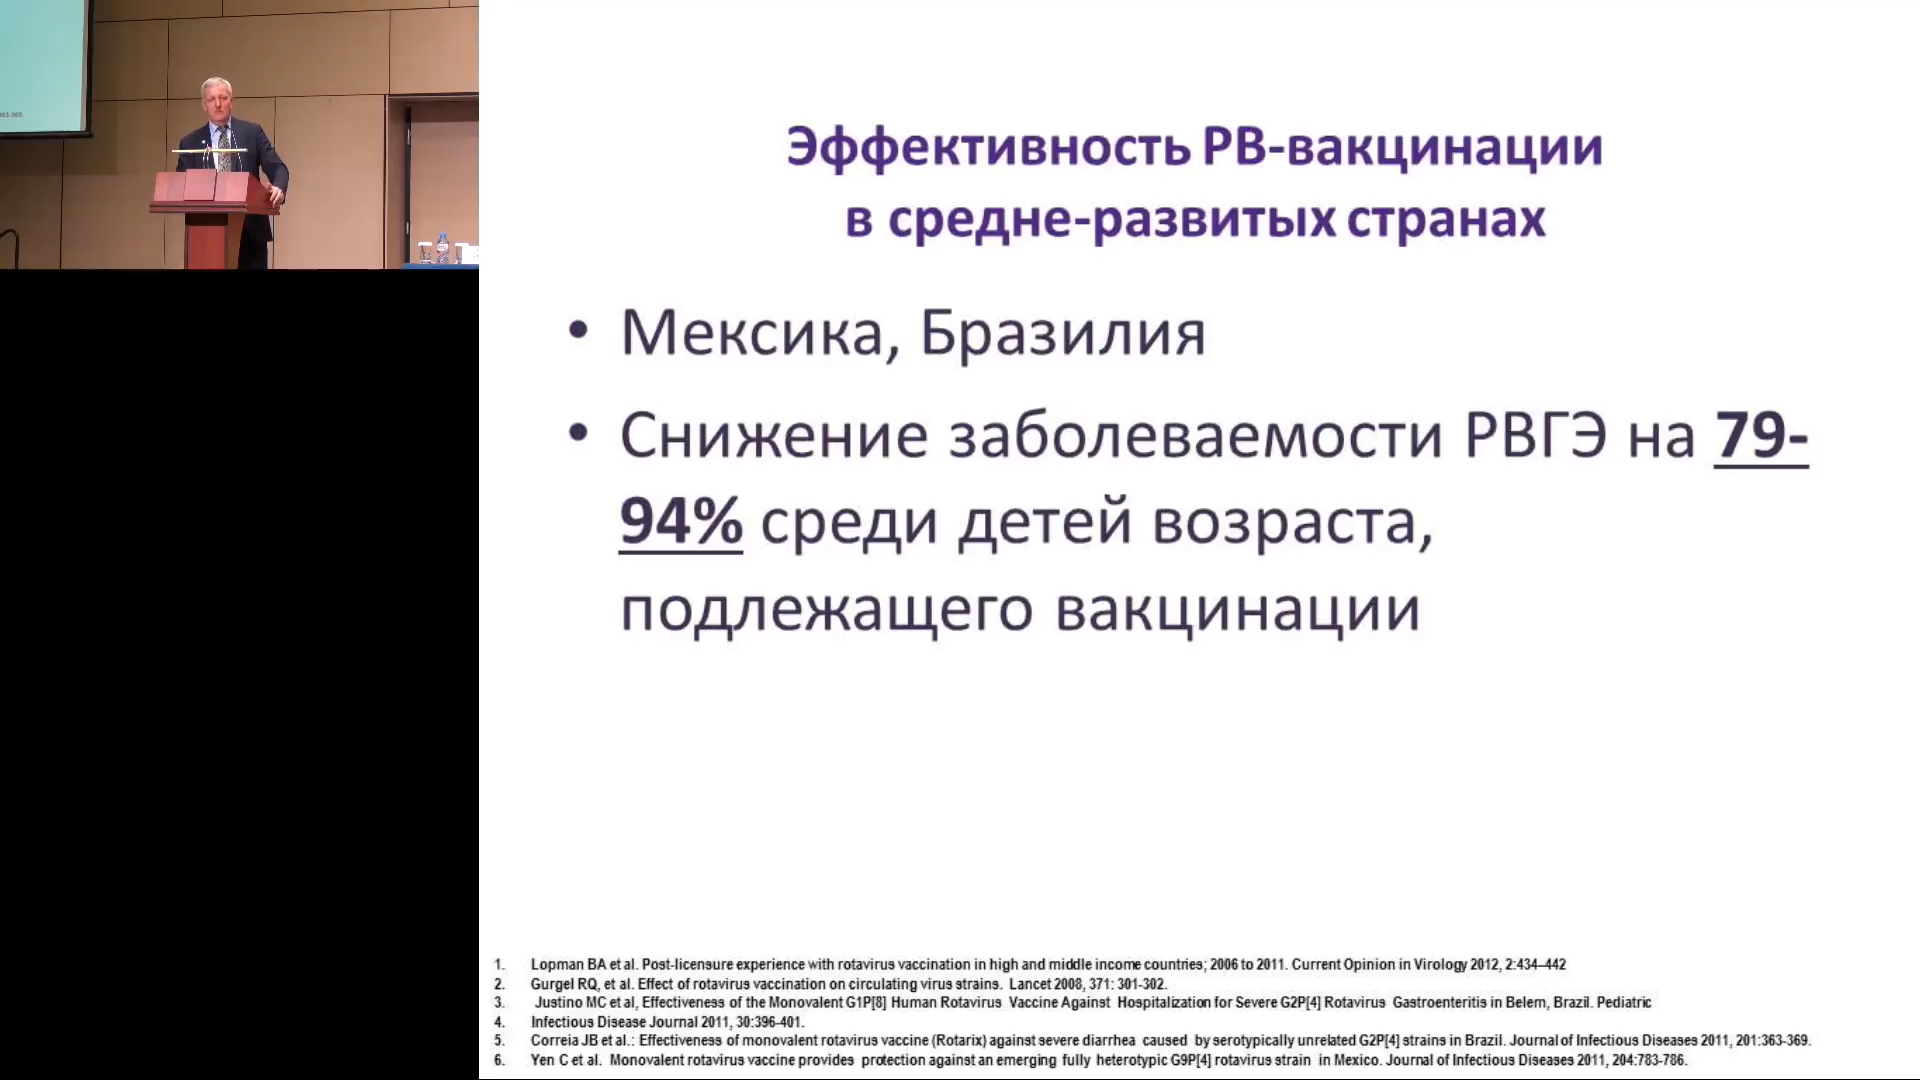 Эффективность РВ-вакцинации
в средне-развитых странах
• Мексика, Бразилия
• Снижение заболеваемости РВГЭ на 79-
94% среди детей возраста,
подлежащего вакцинации
1. Lopman BA et al. Post-licensure experience with rotavirus vaccination in high and middle income countries; 2006 to 2011. Current Opinion in Virology 2012, 2:434–442
2. Gurgel RQ, et al. Effect of rotavirus vaccination on circulating virus strains. Lancet 2008, 371: 301-302.
3. Justino MC et al, Effectiveness of the Monovalent G1P[8] Human Rotavirus Vaccine Against Hospitalization for Severe G2P[4] Rotavirus Gastroenteritis in Belem, Brazil. Pediatric
4. Infectious Disease Journal 2011, 30:396-401.
5. Correia JB et al.: Effectiveness of monovalent rotavirus vaccine (Rotarix) against severe diarrhea caused by serotypically unrelated G2P[4] strains in Brazil. Journal of Infectious Diseases 2011, 201:363-369.
6. Yen C et al. Monovalent rotavirus vaccine provides protection against an emerging fully heterotypic G9P[4] rotavirus strain in Mexico. Journal of Infectious Diseases 2011, 204:783-786.